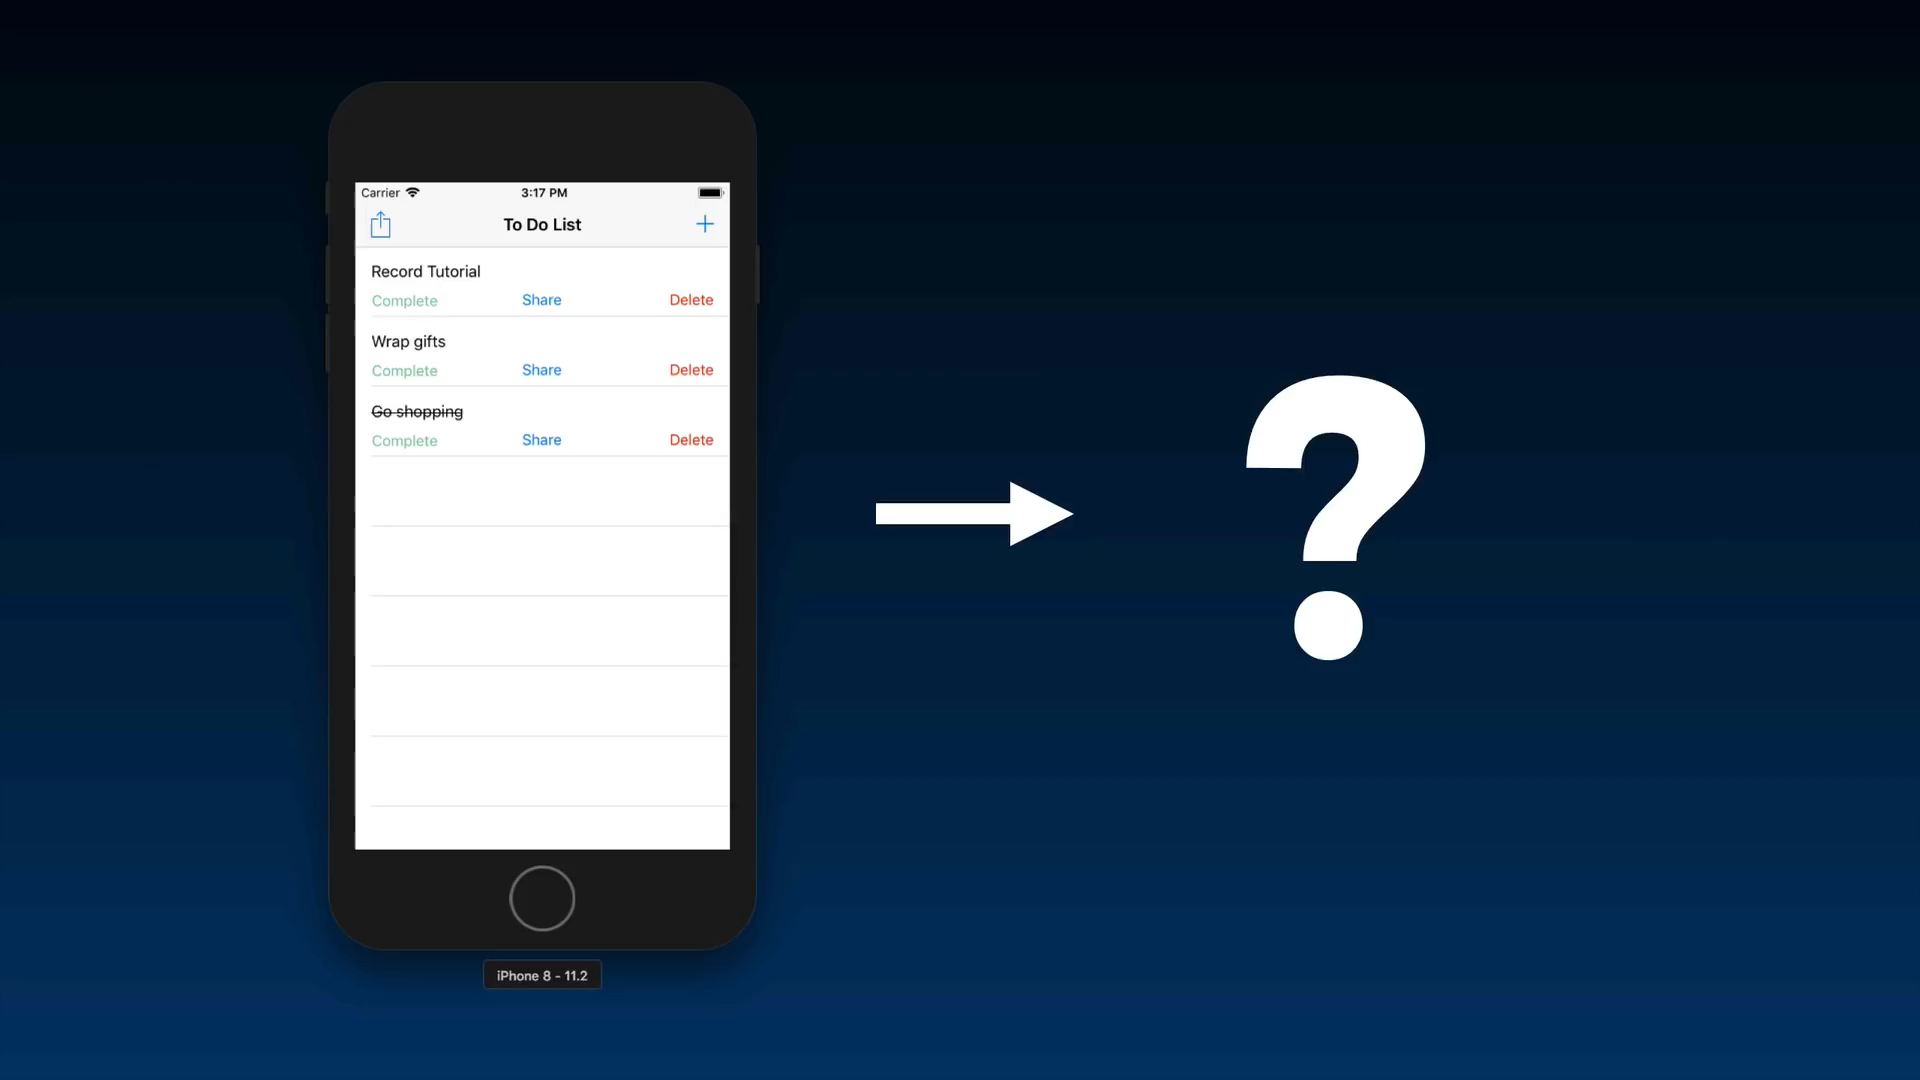 Carrier 3:17 PM
To Do List +
Record Tutorial
Complete Share Delete
Wrap gifts
Complete Share Delete
Go shopping
Complete Share Delete
?
iPhone 8 - 11.2